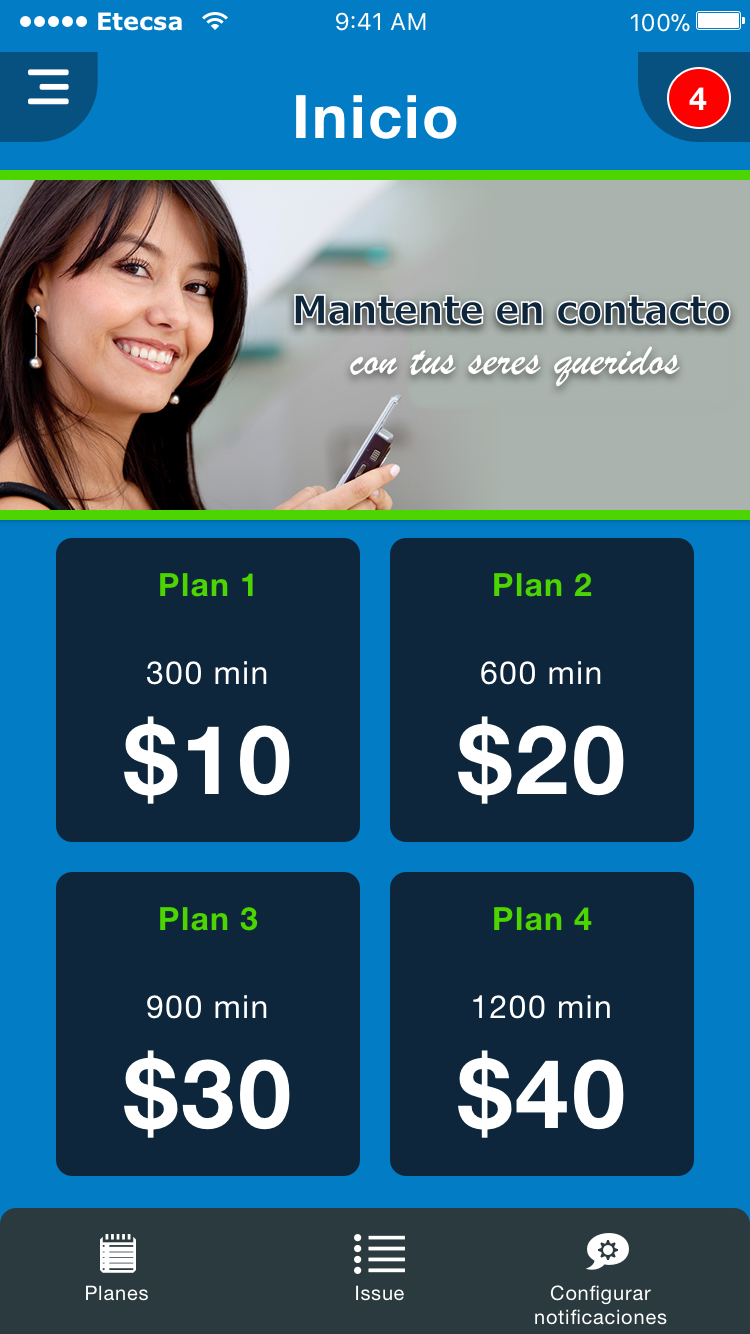 Etecsa 9:41 AM 100%
Inicio
4
Mantente en contacto
con tus seres queridos
Plan 1
300 min
$10
Plan 2
600 min
$20
Plan 3
900 min
$30
Plan 4
1200 min
$40
Planes
Issue
Configurar
notificaciones